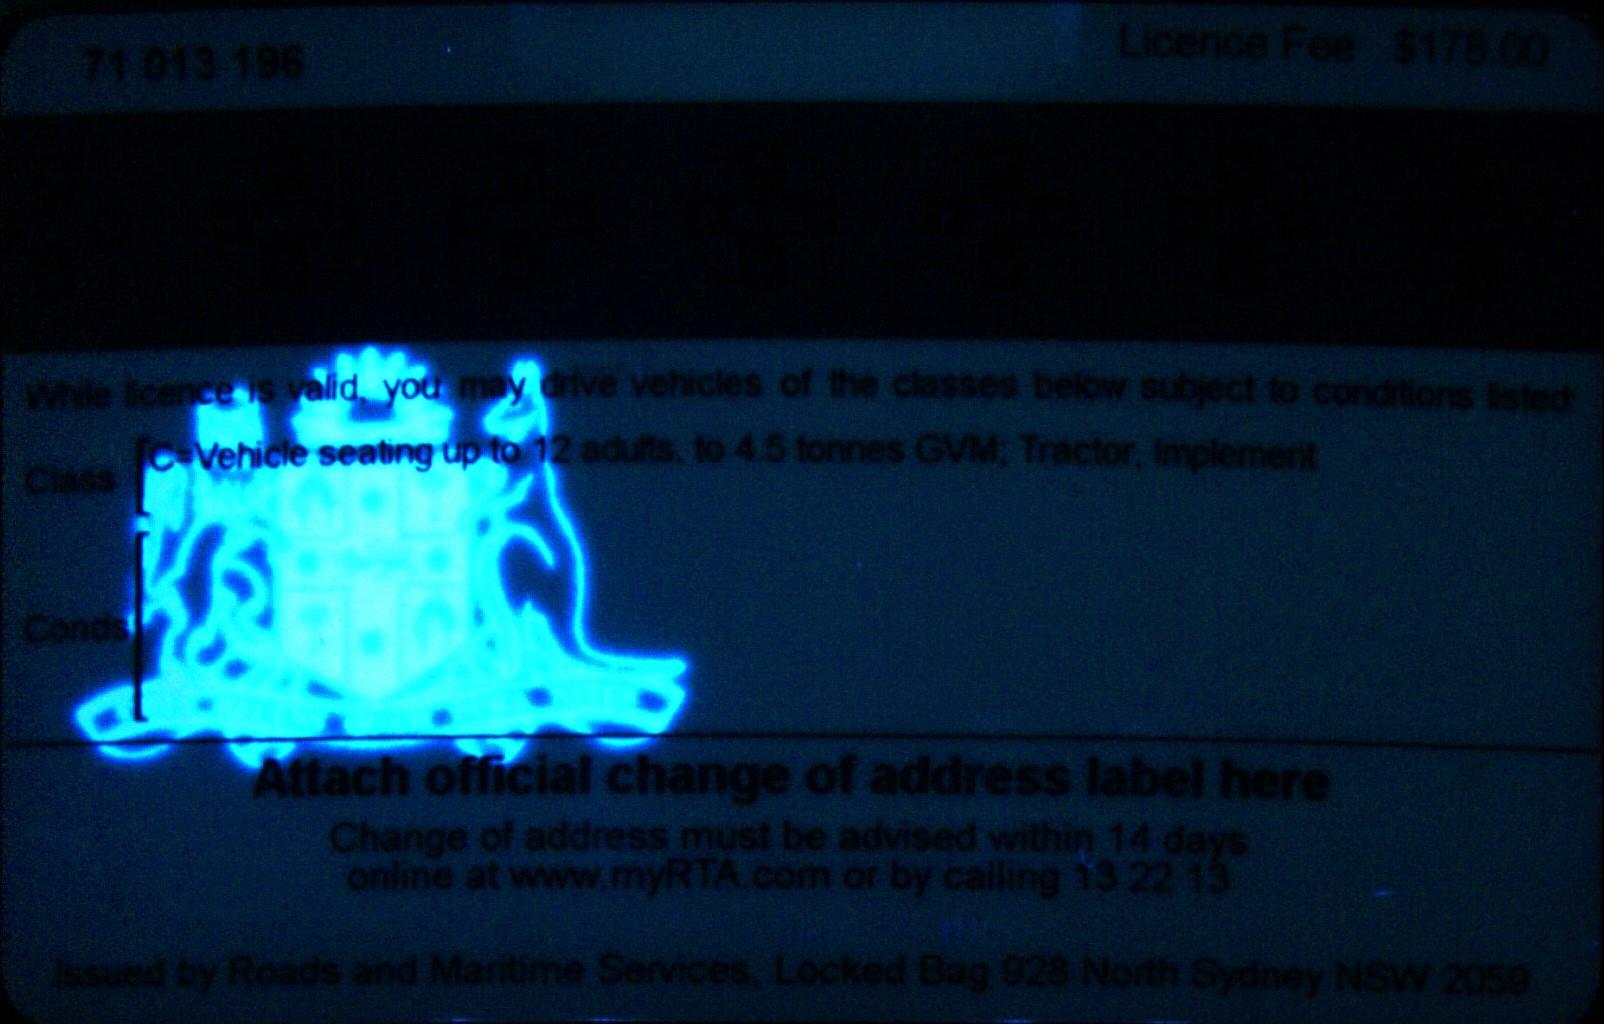 71 013 196
Licence Fee $178.00
While licence is valid, you may drive vehicles of the classes below subject to conditions listed:
Class
C=Vehicle seating up to 12 adults, to 4.5 tonnes GVM; Tractor, Implement
Conds
Attach official change of address label here
Change of address must be advised within 14 days
online at www.myRTA.com or by calling 13 22 13
Issued by Roads and Maritime Services, Locked Bag 928 North Sydney NSW 2059